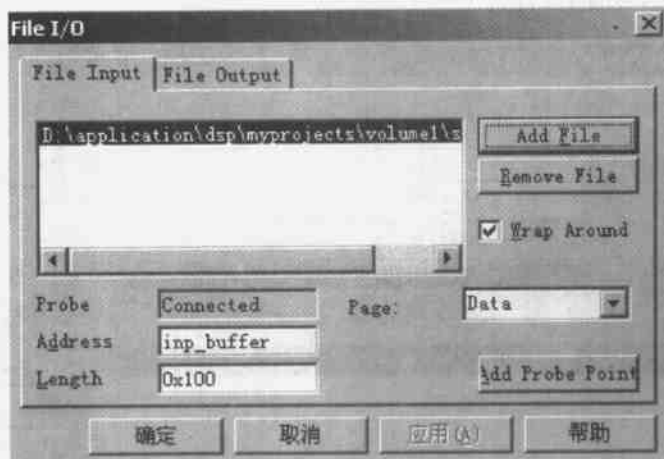 File I/O
File Input File Output
D:\application\dsp\myprojects\volume1\s
Add File
Remove File
Wrap Around
Probe Connected Page: Data
Address inp_buffer
Length 0x100 Add Probe Point
确定 取消 应用(A) 帮助